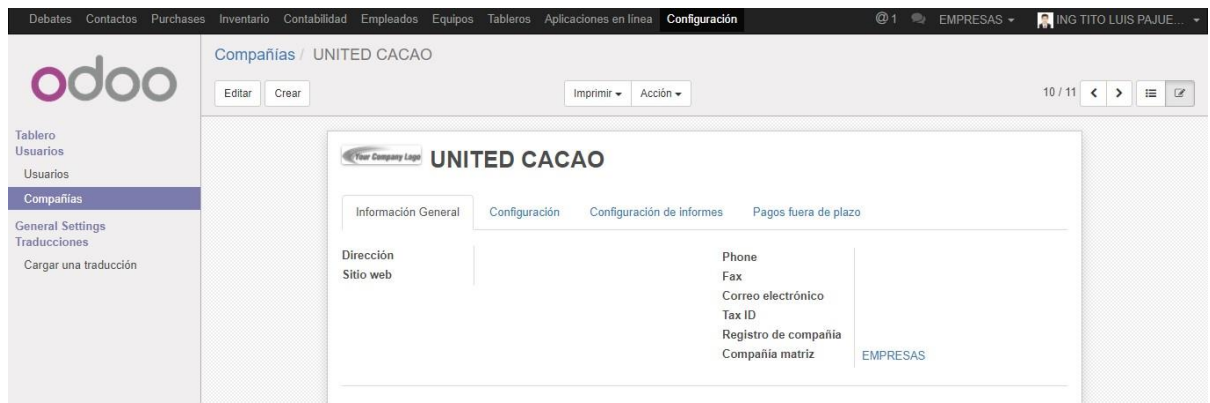 Debates Contactos Purchases Inventario Contabilidad Empleados Equipos Tableros Aplicaciones en línea Configuración @ 1 EMPRESAS ING TITO LUIS PAJUE...
odoo
Compañías / UNITED CACAO
Editar Crear Imprimir Acción 10 / 11
Tablero
Usuarios
Usuarios
Compañías
General Settings
Traducciones
Cargar una traducción
Your Company Logo UNITED CACAO
Información General Configuración Configuración de informes Pagos fuera de plazo
Dirección
Sitio web
Phone
Fax
Correo electrónico
Tax ID
Registro de compañia
Compañia matriz EMPRESAS